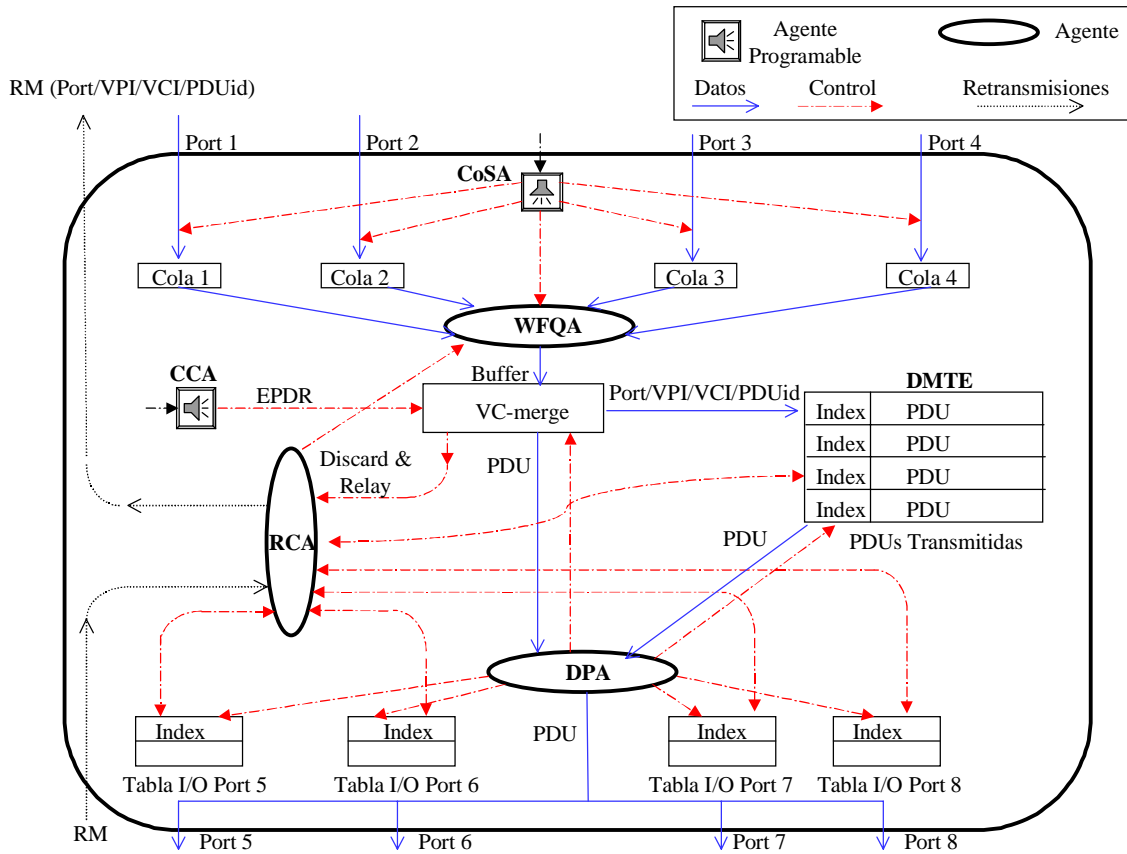 Agente
Programable
Agente
Datos
Control
Retransmisiones
RM (Port/VPI/VCI/PDUid)
Port 1
Port 2
Port 3
Port 4
CoSA
Cola 1
Cola 2
Cola 3
Cola 4
WFQA
CCA
EPDR
Buffer
VC-merge
Port/VPI/VCI/PDUid
DMTE
Index PDU
Index PDU
Index PDU
Index PDU
PDUs Transmitidas
Discard &
Relay
PDU
PDU
RCA
DPA
PDU
Index
Index
Index
Index
Tabla I/O Port 5
Tabla I/O Port 6
Tabla I/O Port 7
Tabla I/O Port 8
RM
Port 5
Port 6
Port 7
Port 8